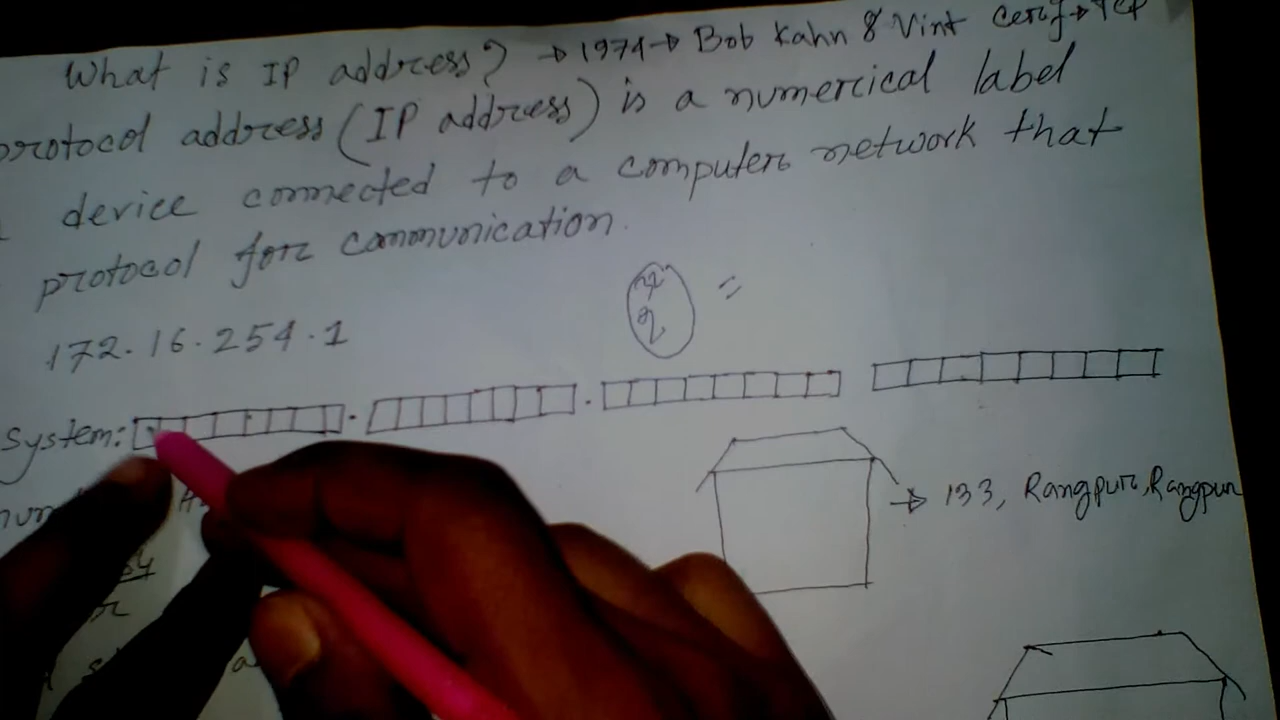 What is IP address? → 1974 → Bob Kahn & Vint Cerf → TCP
protocol address (IP address) is a numerical label
device connected to a computer network that
protocol for communication.
172.16.254.1
=
System:
→ 133, Rangpur, Rangpur